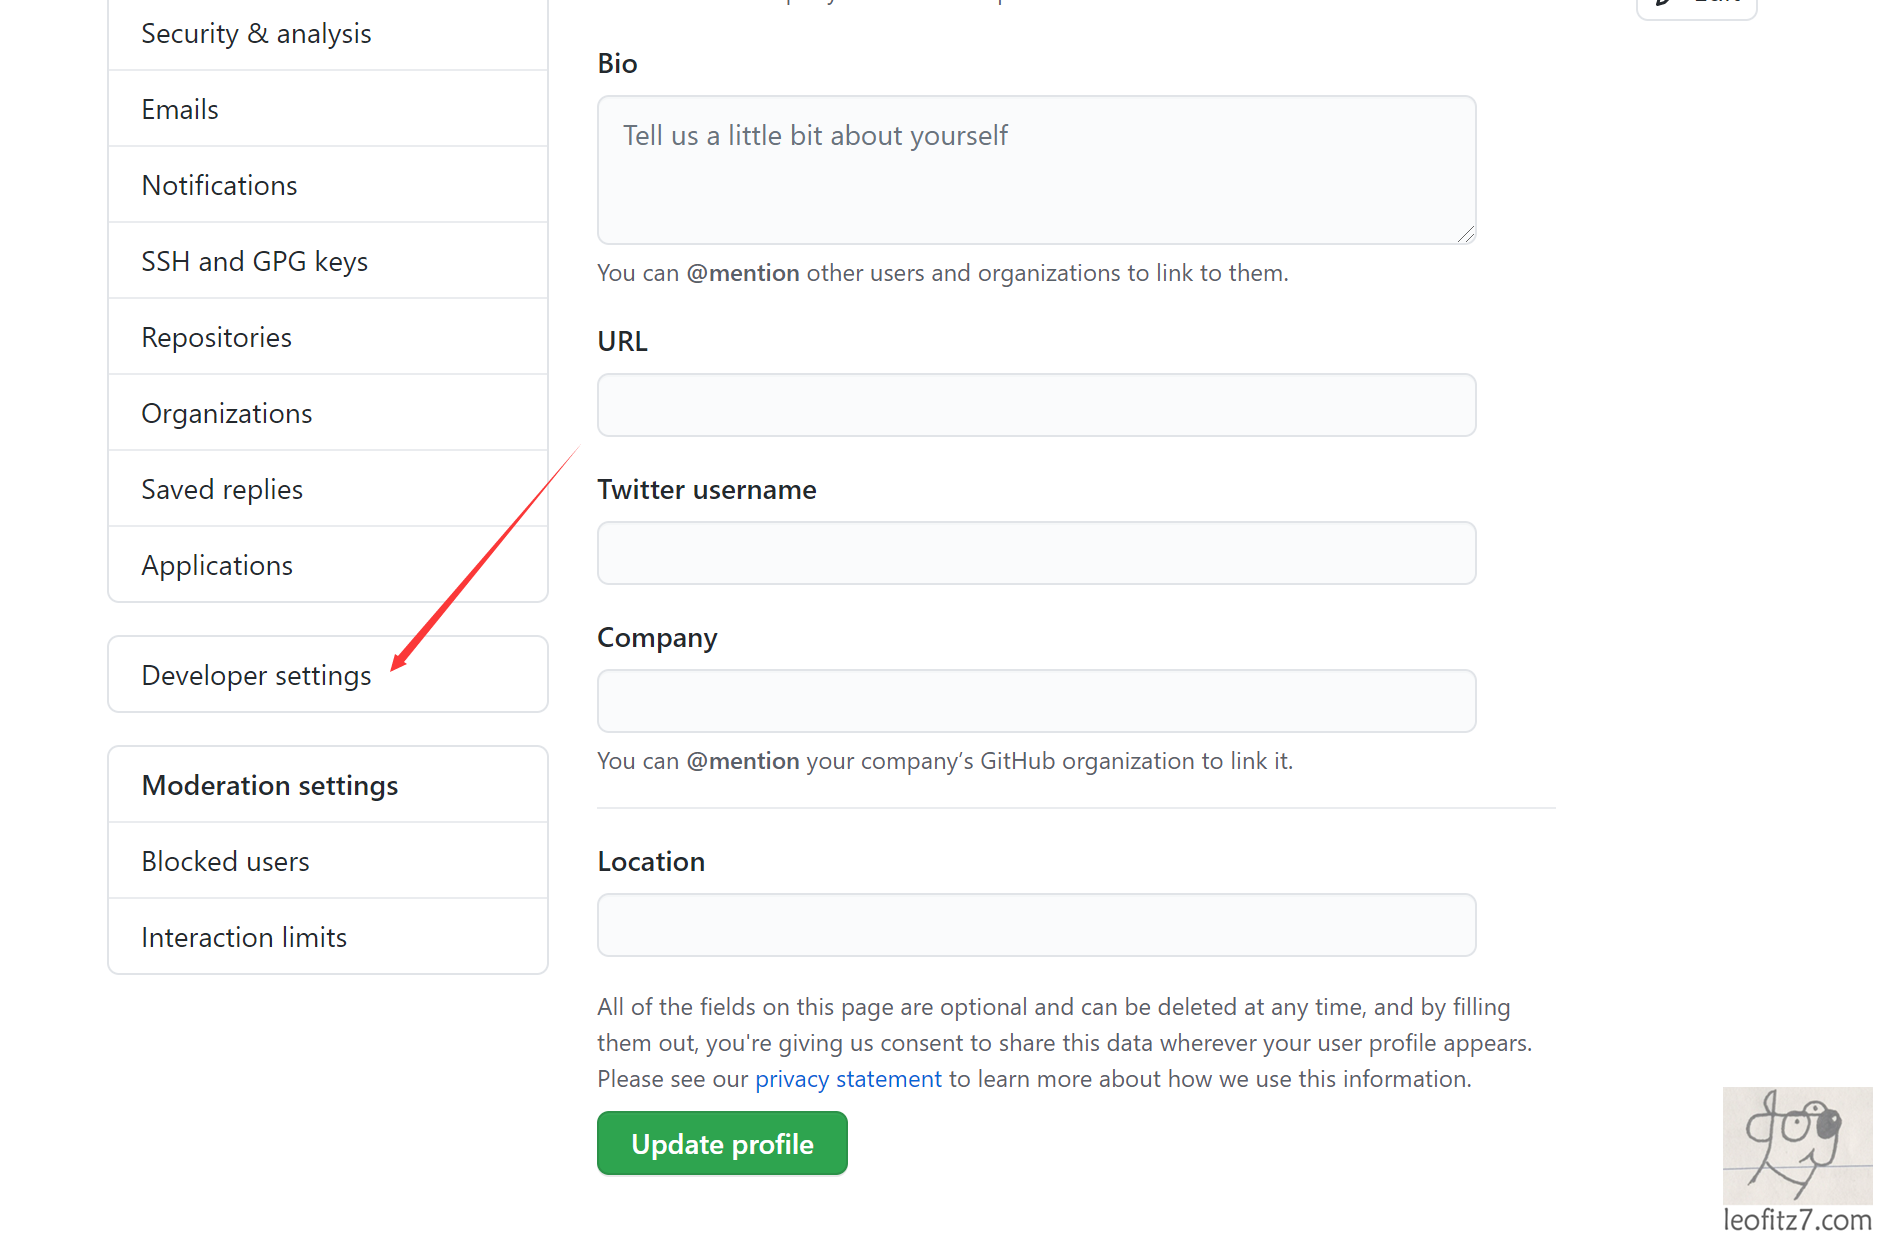 Security & analysis
Emails
Notifications
SSH and GPG keys
Repositories
Organizations
Saved replies
Applications
Developer settings
Moderation settings
Blocked users
Interaction limits
Edit
Bio
Tell us a little bit about yourself
You can @mention other users and organizations to link to them.
URL
Twitter username
Company
You can @mention your company’s GitHub organization to link it.
Location
All of the fields on this page are optional and can be deleted at any time, and by filling
them out, you're giving us consent to share this data wherever your user profile appears.
Please see our privacy statement to learn more about how we use this information.
Update profile
dog
leofitz7.com